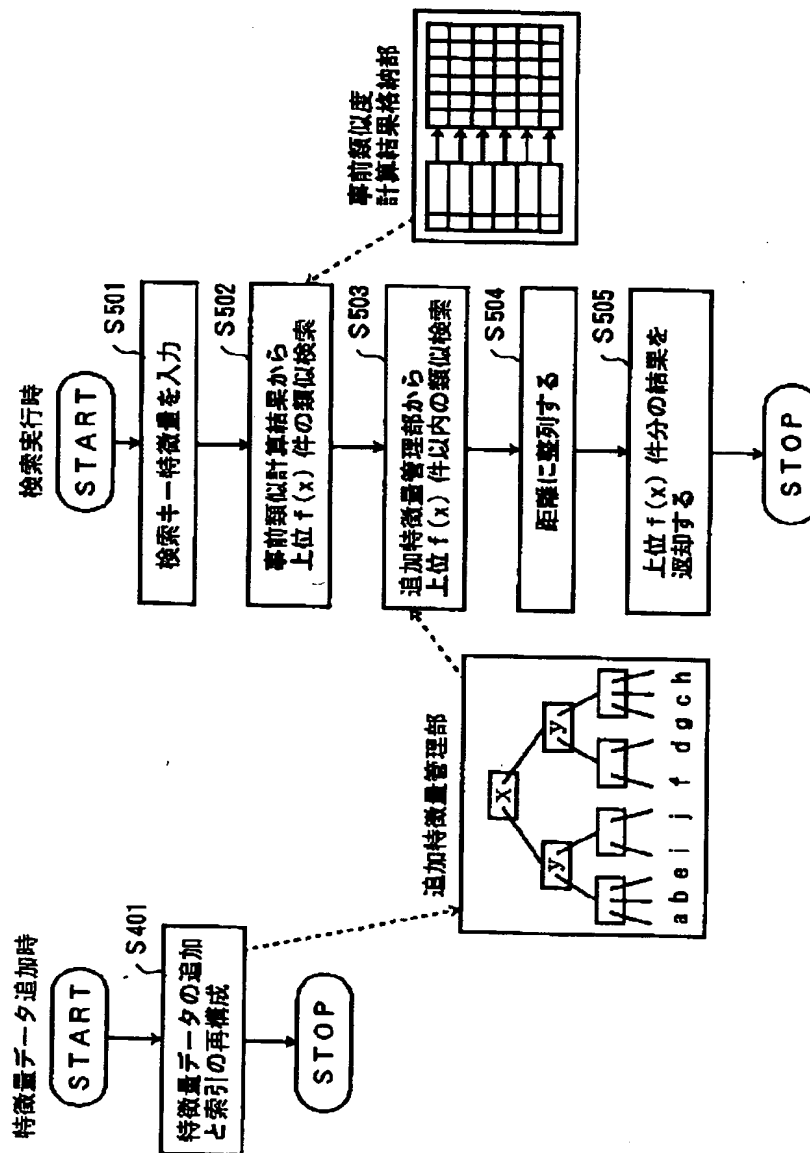 特徴量データ追加時
START
S401
特徴量データの追加
と索引の再構成
STOP
追加特徴量管理部
x
y
y
a b e i j f d g c h
検索実行時
START
S501
検索キー特徴量を入力
S502
事前類似計算結果から
上位 f(x) 件の類似検索
S503
追加特徴量管理部から
上位 f(x) 件以内の類似検索
S504
距離に整列する
S505
上位 f(x) 件分の結果を
返却する
STOP
事前類似度
計算結果格納部